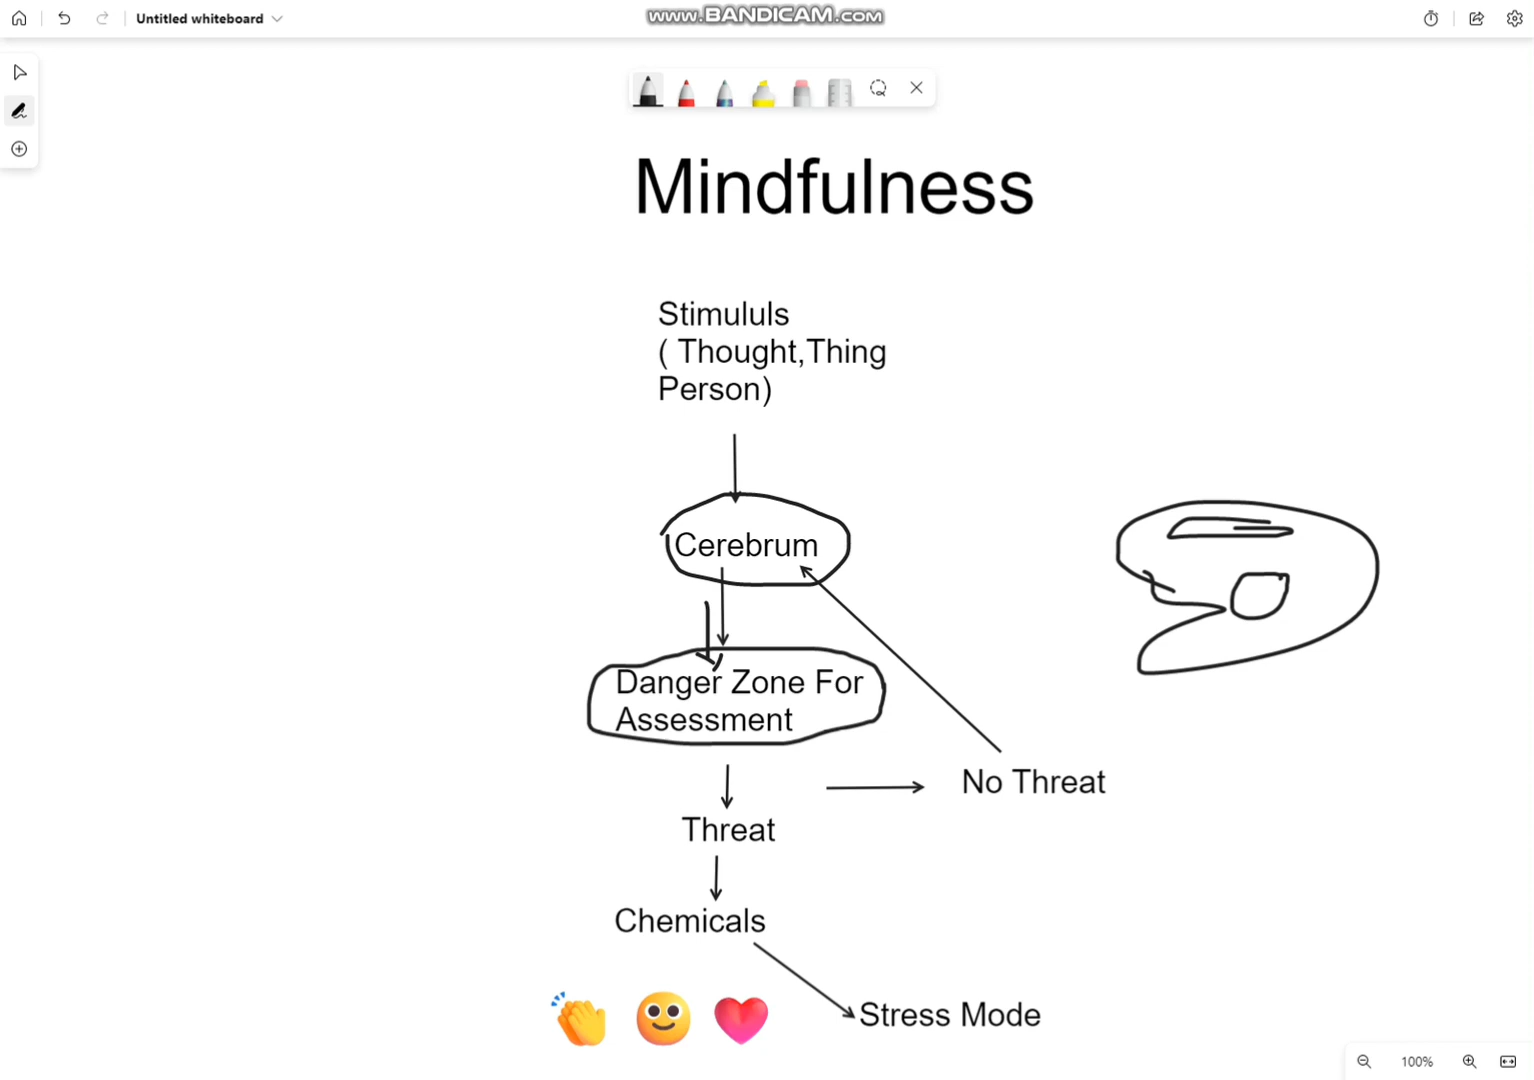 Untitled whiteboard
www.BANDICAM.com
Mindfulness
Stimululs
( Thought,Thing
Person)
Cerebrum
Danger Zone For
Assessment
No Threat
Threat
Chemicals
Stress Mode
100%